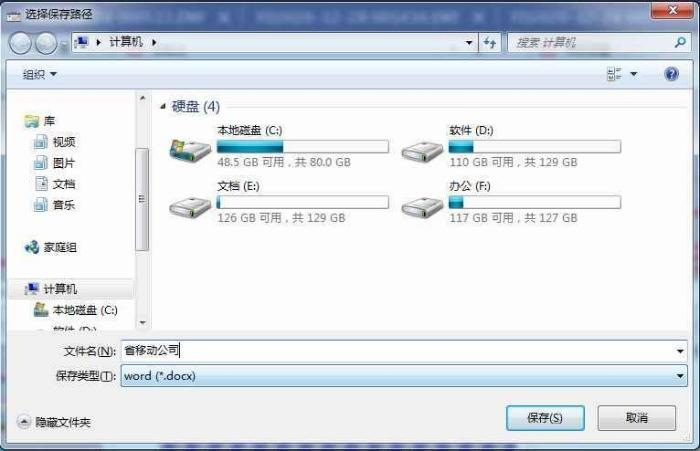 选择保存路径
计算机
搜索 计算机
组织
库
视频
图片
文档
音乐
家庭组
计算机
本地磁盘 (C:)
软件 (D:)
硬盘 (4)
本地磁盘 (C:)
48.5 GB 可用，共 80.0 GB
软件 (D:)
110 GB 可用，共 129 GB
文档 (E:)
126 GB 可用，共 129 GB
办公 (F:)
117 GB 可用，共 127 GB
文件名(N): 省移动公司
保存类型(T): word (*.docx)
隐藏文件夹
保存(S)
取消